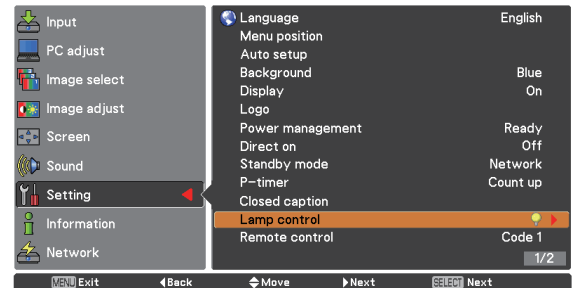 Input
PC adjust
Image select
Image adjust
Screen
Sound
Setting
Information
Network
Language English
Menu position
Auto setup
Background Blue
Display On
Logo
Power management Ready
Direct on Off
Standby mode Network
P-timer Count up
Closed caption
Lamp control
Remote control Code 1
1/2
MENU Exit Back Move Next SELECT Next